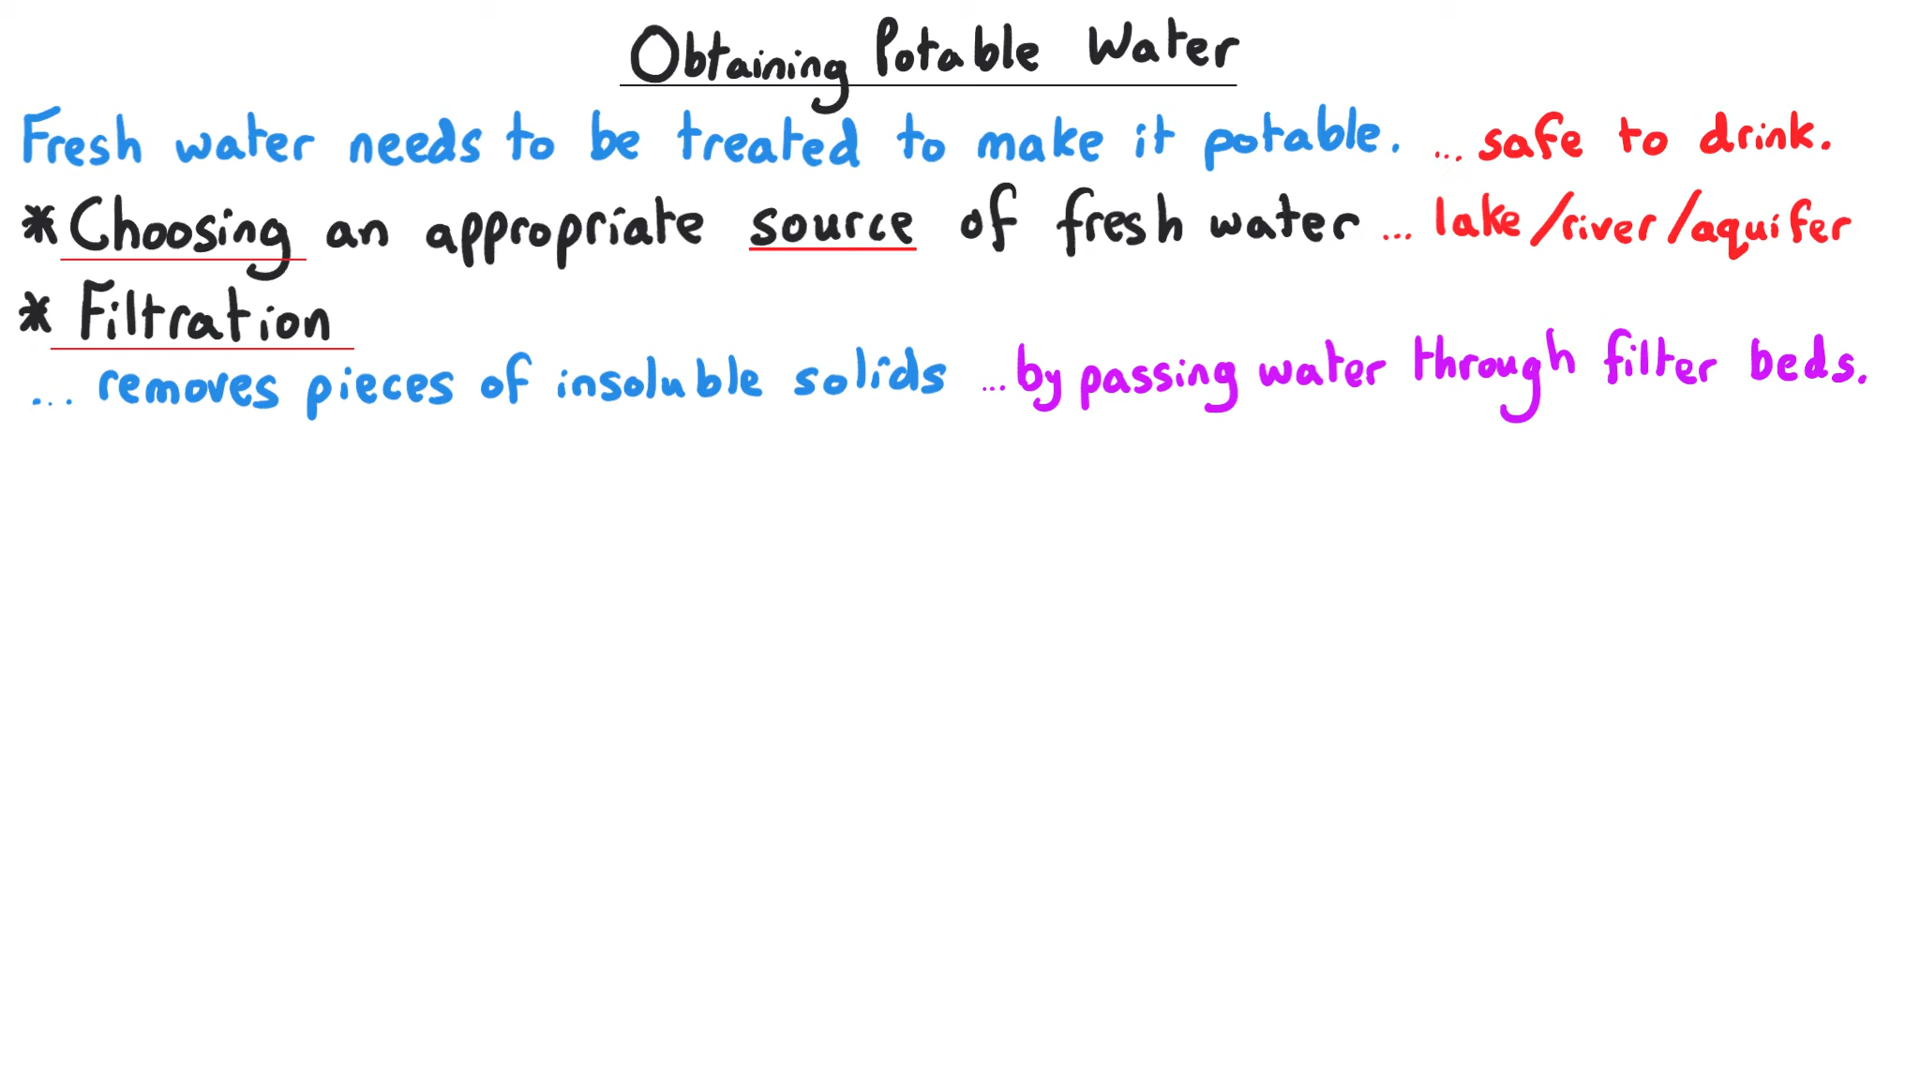 Obtaining Potable Water
Fresh water needs to be treated to make it potable. ... safe to drink.
* Choosing an appropriate source of fresh water ... lake/river/aquifer
* Filtration
... removes pieces of insoluble solids ... by passing water through filter beds.